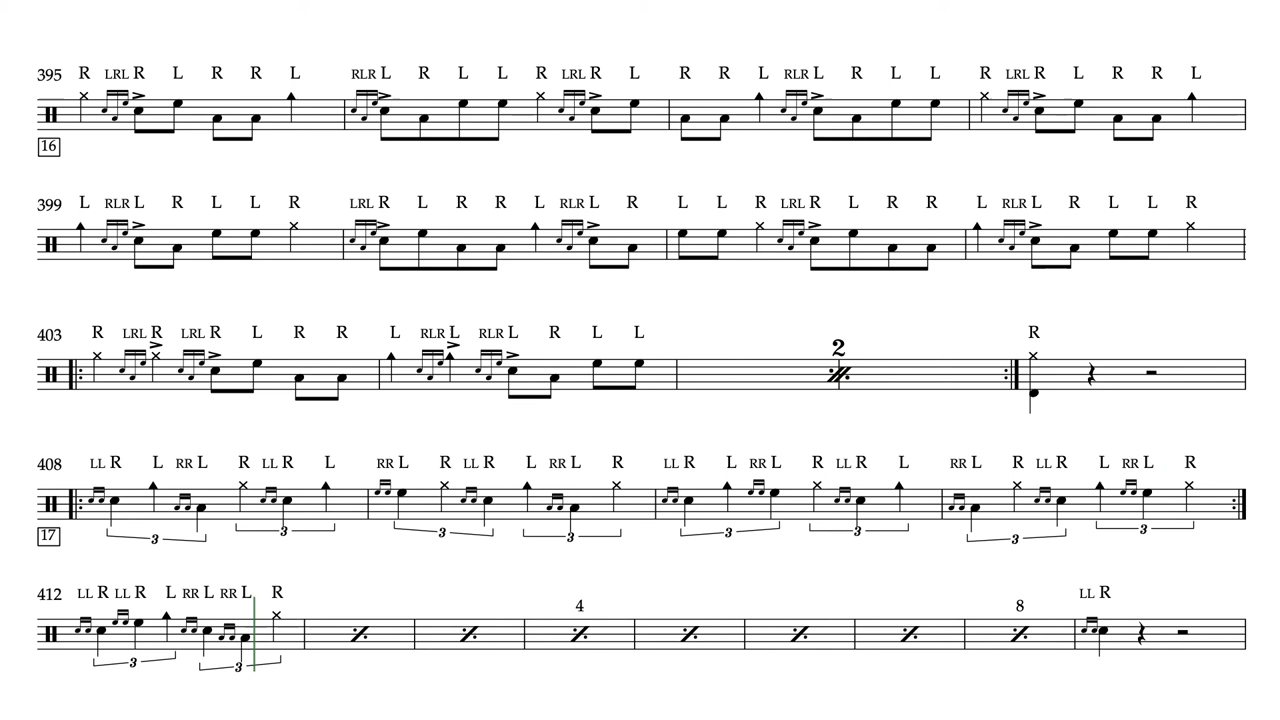 395 R LRL R L R R L RLR L R L L R LRL R L R R L RLR L R L L R LRL R L R R L
16
399 L RLR L R L L R LRL R L R R L RLR L R L L R LRL R L R R L RLR L R L L R
403 R LRL R LRL R L R R L RLR L RLR L R L L 2 R
408 LL R L RR L R LL R L RR L R LL R L RR L R LL R L RR L R LL R L RR L R LL R L RR L R
17 3 3 3 3 3 3 3 3
412 LL R LL R L RR L RR L R 4 8 LL R
3 3